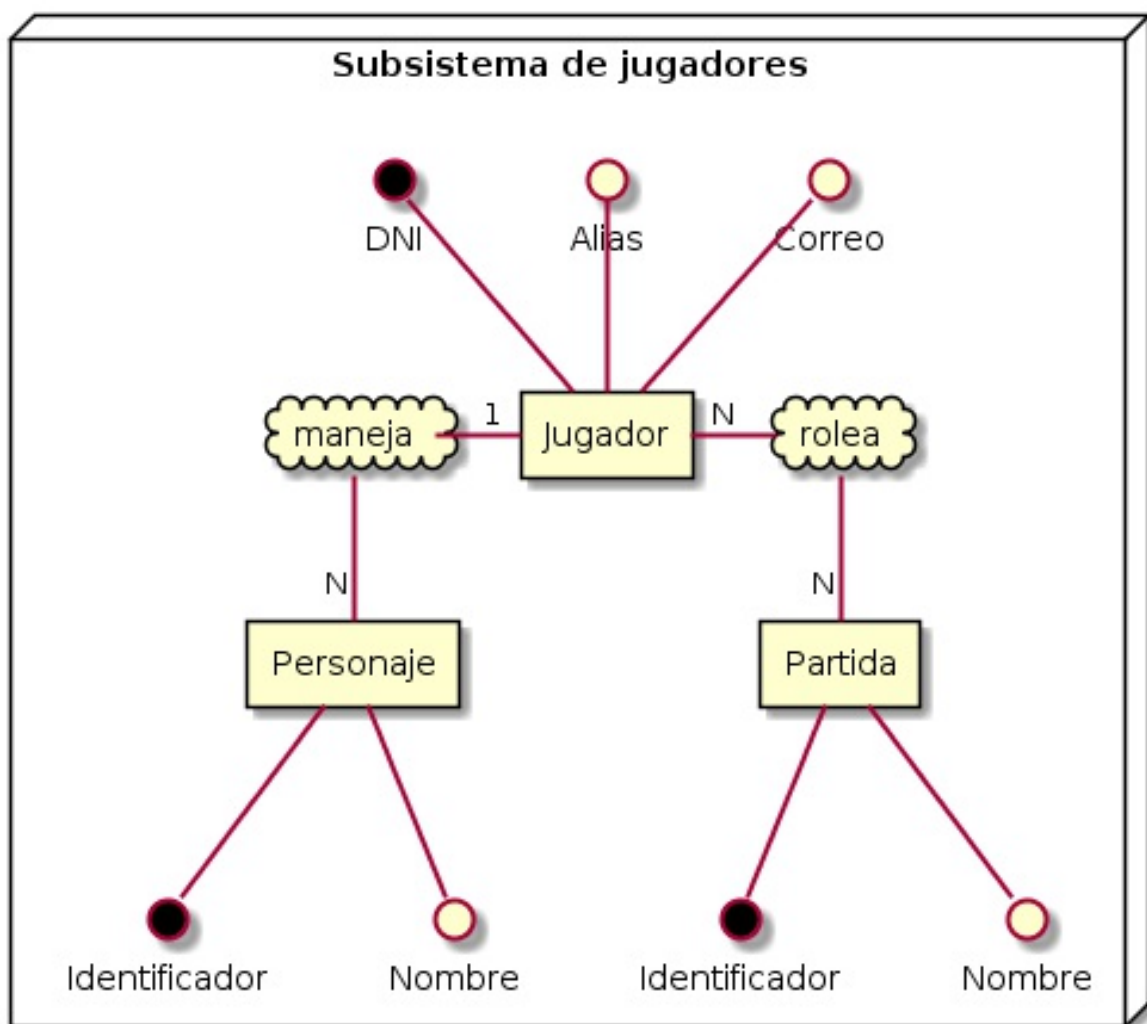 Subsistema de jugadores
DNI
Alias
Correo
maneja
1
Jugador
N
rolea
N
N
Personaje
Partida
Identificador
Nombre
Identificador
Nombre